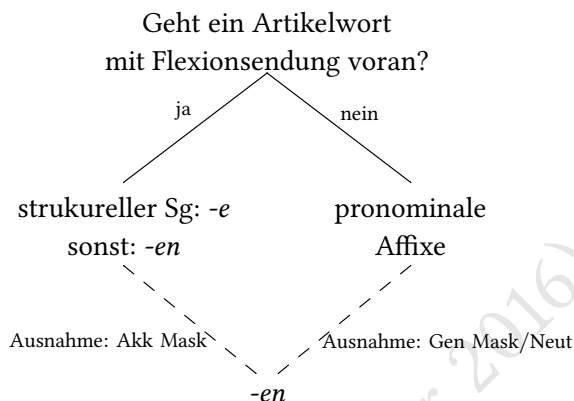 Geht ein Artikelwort
mit Flexionsendung voran?
ja
nein
strukureller Sg: -e
sonst: -en
pronominale
Affixe
Ausnahme: Akk Mask
Ausnahme: Gen Mask/Neut
-en
2016)